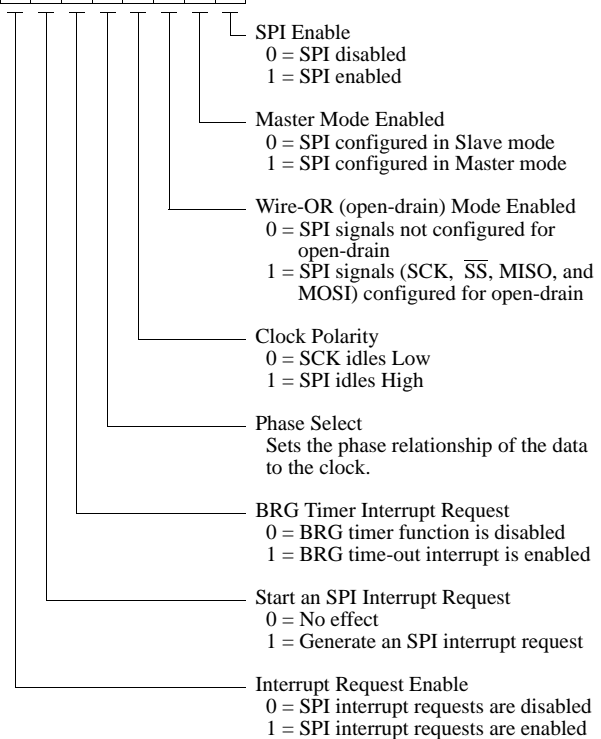 SPI Enable
0 = SPI disabled
1 = SPI enabled
Master Mode Enabled
0 = SPI configured in Slave mode
1 = SPI configured in Master mode
Wire-OR (open-drain) Mode Enabled
0 = SPI signals not configured for
open-drain
1 = SPI signals (SCK, S̅S̅, MISO, and
MOSI) configured for open-drain
Clock Polarity
0 = SCK idles Low
1 = SPI idles High
Phase Select
Sets the phase relationship of the data
to the clock.
BRG Timer Interrupt Request
0 = BRG timer function is disabled
1 = BRG time-out interrupt is enabled
Start an SPI Interrupt Request
0 = No effect
1 = Generate an SPI interrupt request
Interrupt Request Enable
0 = SPI interrupt requests are disabled
1 = SPI interrupt requests are enabled